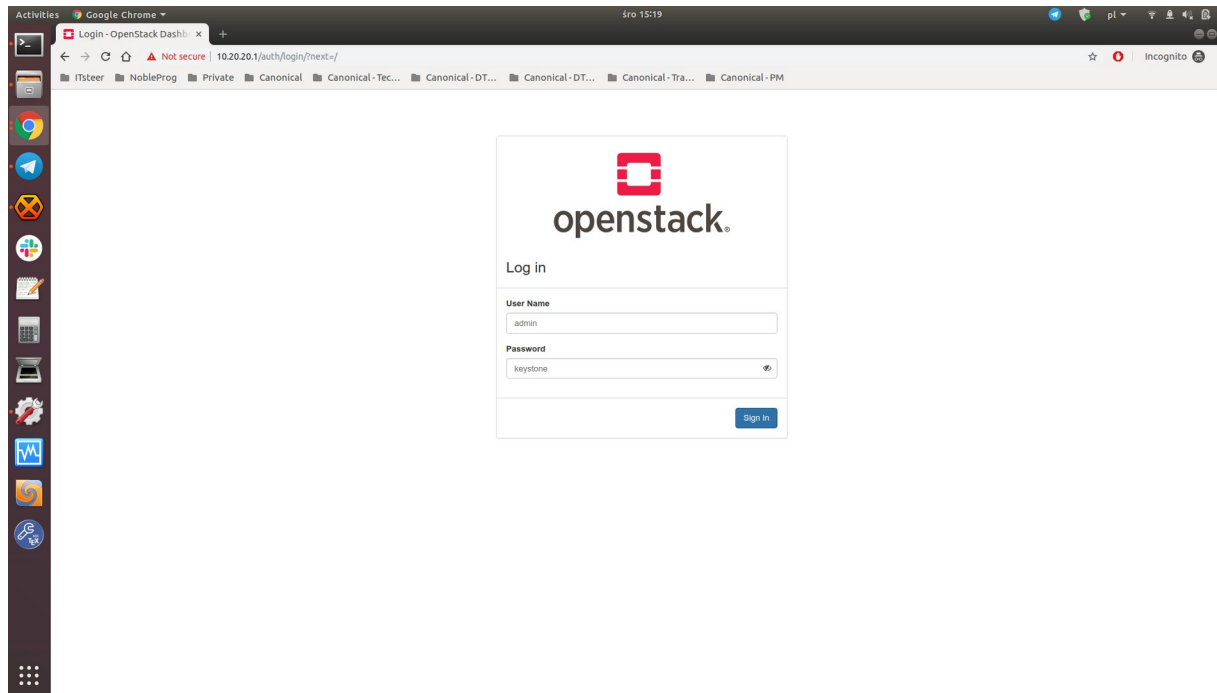 Activities Google Chrome śro 15:19 pl
Login - OpenStack Dashb
Not secure 10.20.20.1/auth/login/?next=/ Incognito
ITsteer NobleProg Private Canonical Canonical - Tec... Canonical - DT... Canonical - DT... Canonical - Tra... Canonical - PM
openstack.
Log in
User Name
admin
Password
keystone
Sign In